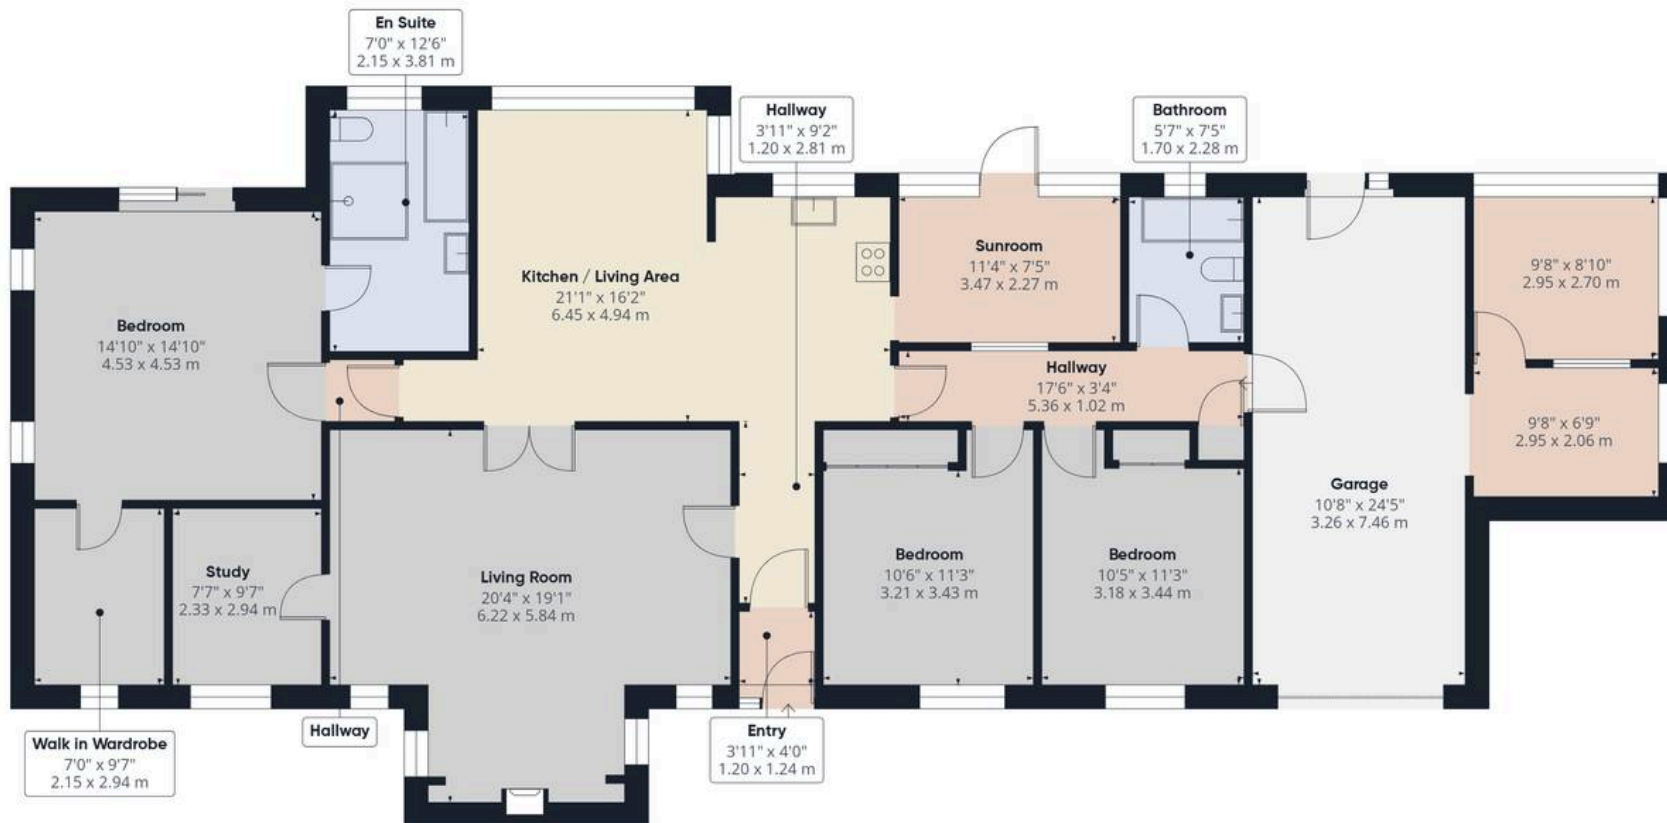 En Suite
7'0" x 12'6"
2.15 x 3.81 m
Hallway
3'11" x 9'2"
1.20 x 2.81 m
Bathroom
5'7" x 7'5"
1.70 x 2.28 m
Kitchen / Living Area
21'1" x 16'2"
6.45 x 4.94 m
Sunroom
11'4" x 7'5"
3.47 x 2.27 m
9'8" x 8'10"
2.95 x 2.70 m
Bedroom
14'10" x 14'10"
4.53 x 4.53 m
Hallway
17'6" x 3'4"
5.36 x 1.02 m
9'8" x 6'9"
2.95 x 2.06 m
Garage
10'8" x 24'5"
3.26 x 7.46 m
Study
7'7" x 9'7"
2.33 x 2.94 m
Living Room
20'4" x 19'1"
6.22 x 5.84 m
Bedroom
10'6" x 11'3"
3.21 x 3.43 m
Bedroom
10'5" x 11'3"
3.18 x 3.44 m
Walk in Wardrobe
7'0" x 9'7"
2.15 x 2.94 m
Hallway
Entry
3'11" x 4'0"
1.20 x 1.24 m